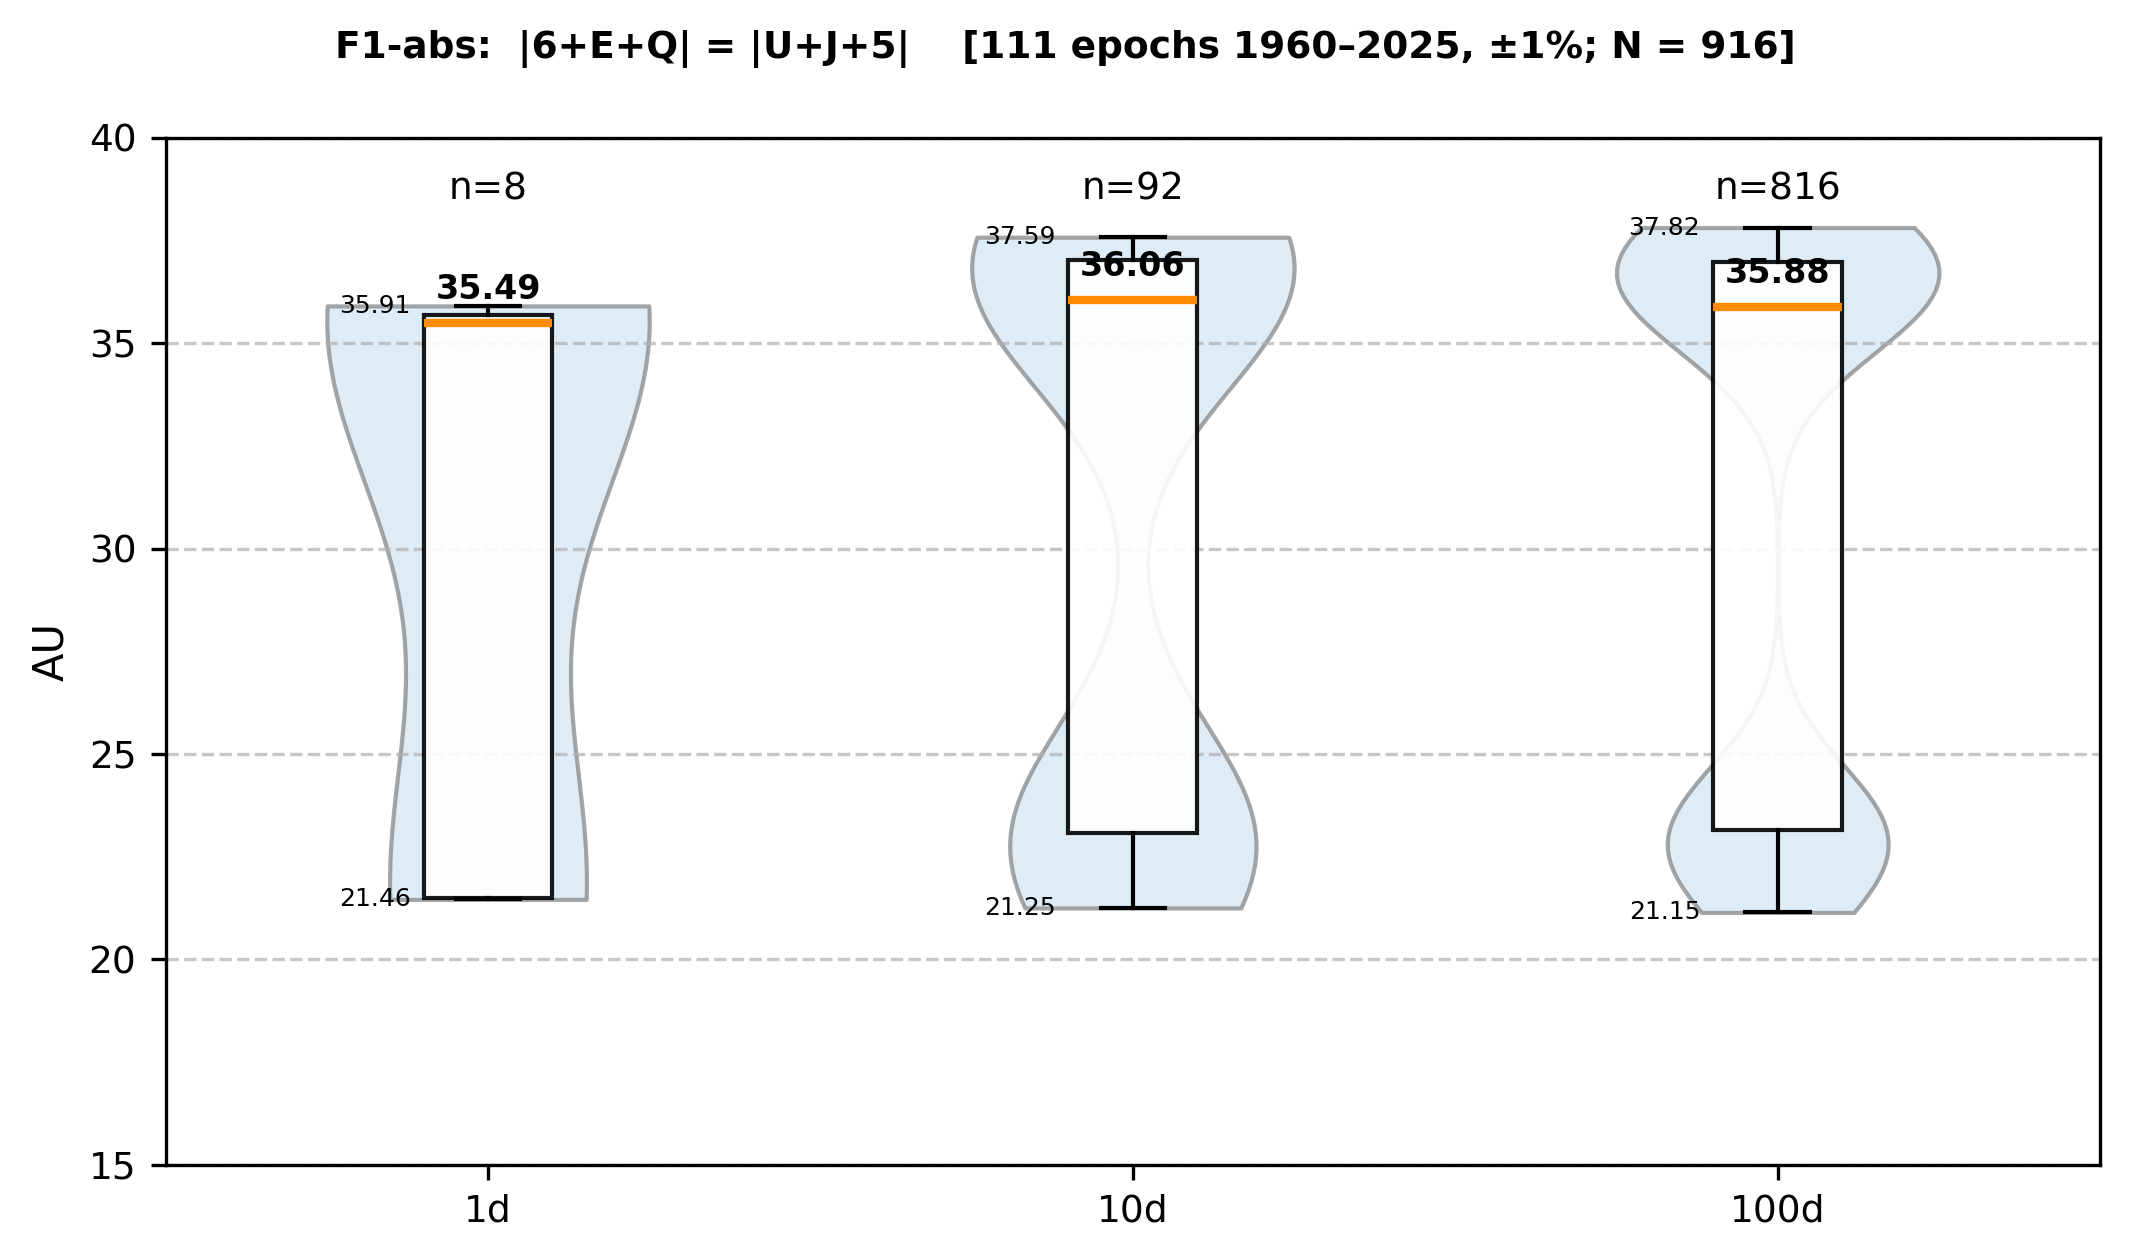 F1-abs: |6+E+Q| = |U+J+5| [111 epochs 1960–2025, ±1%; N = 916]
40
35
30
25
20
15
AU
n=8
n=92
n=816
35.91
35.49
21.46
37.59
36.06
21.25
37.82
35.88
21.15
1d
10d
100d